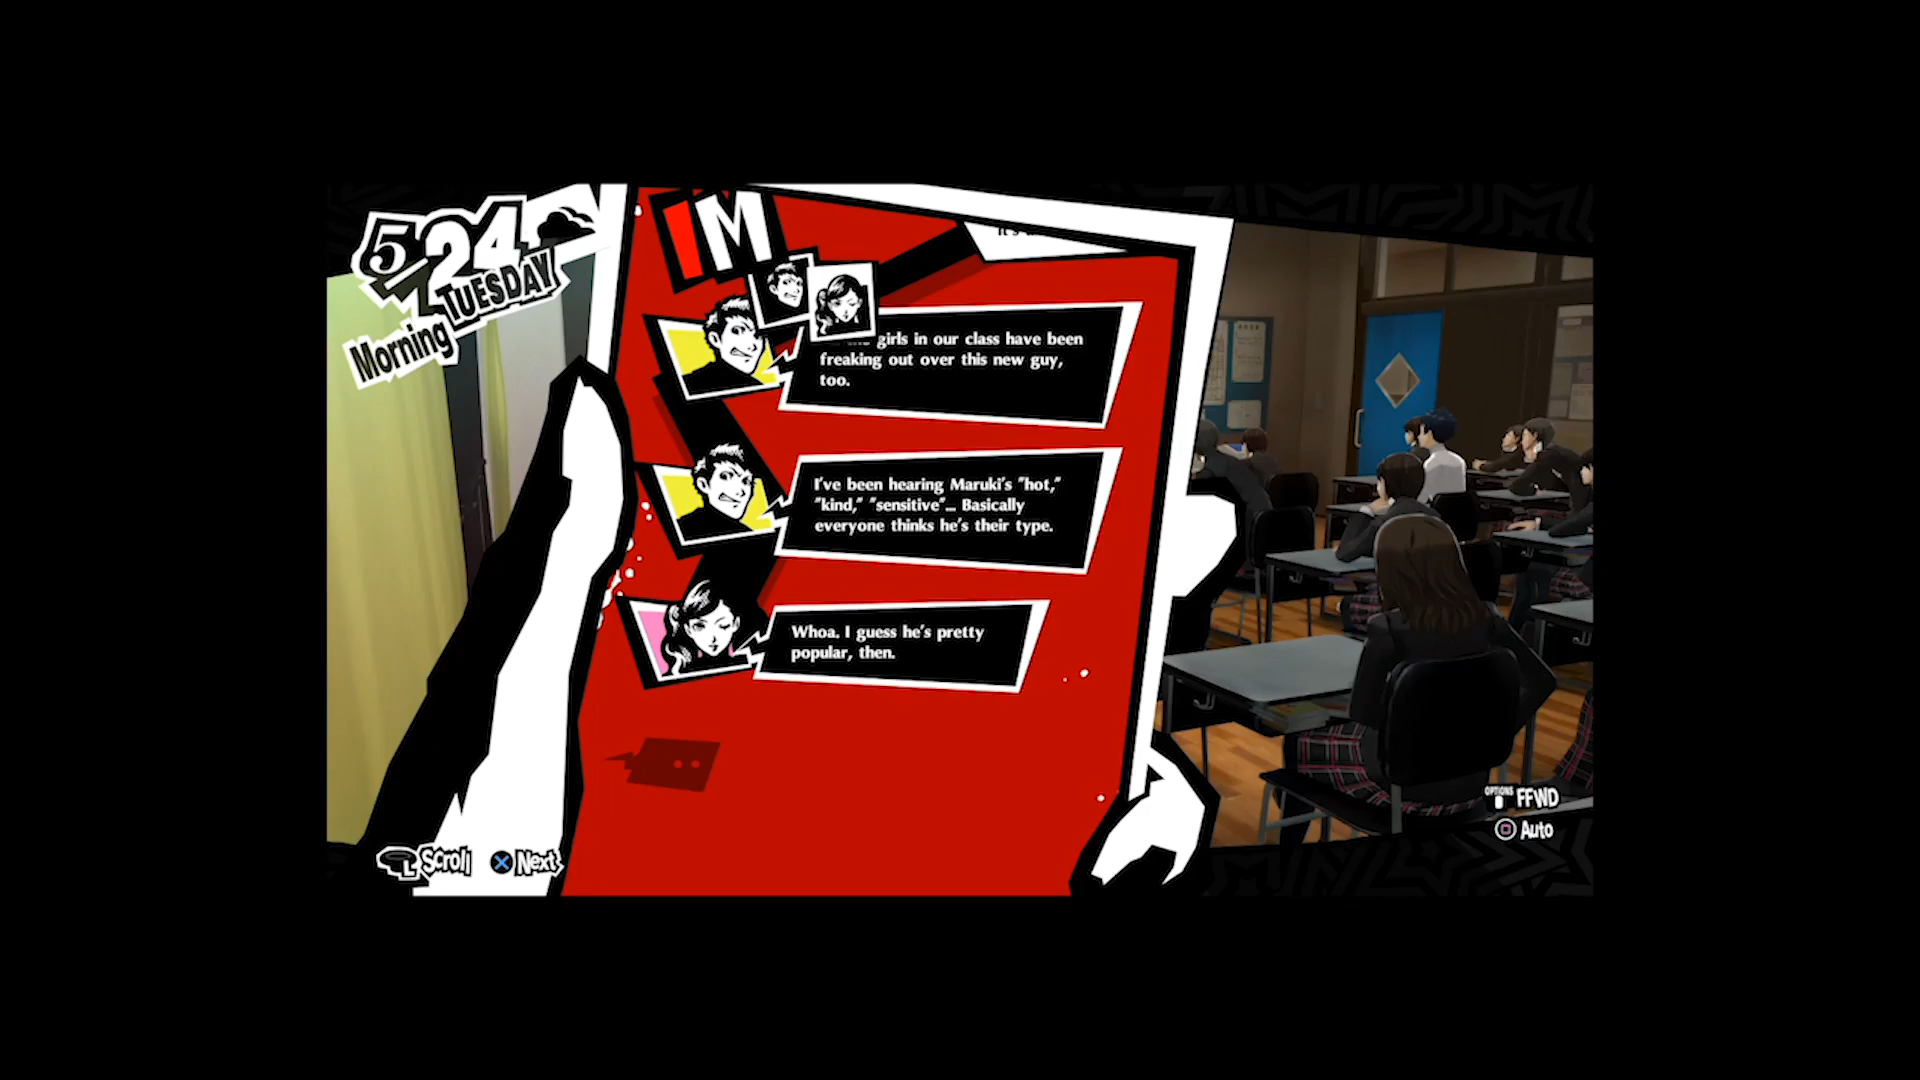 5/24
TUESDAY
Morning
IM
girls in our class have been
freaking out over this new guy,
too.
I've been hearing Maruki's "hot,"
"kind," "sensitive"... Basically
everyone thinks he's their type.
Whoa. I guess he's pretty
popular, then.
L Scroll
Next
OPTIONS FFWD
Auto